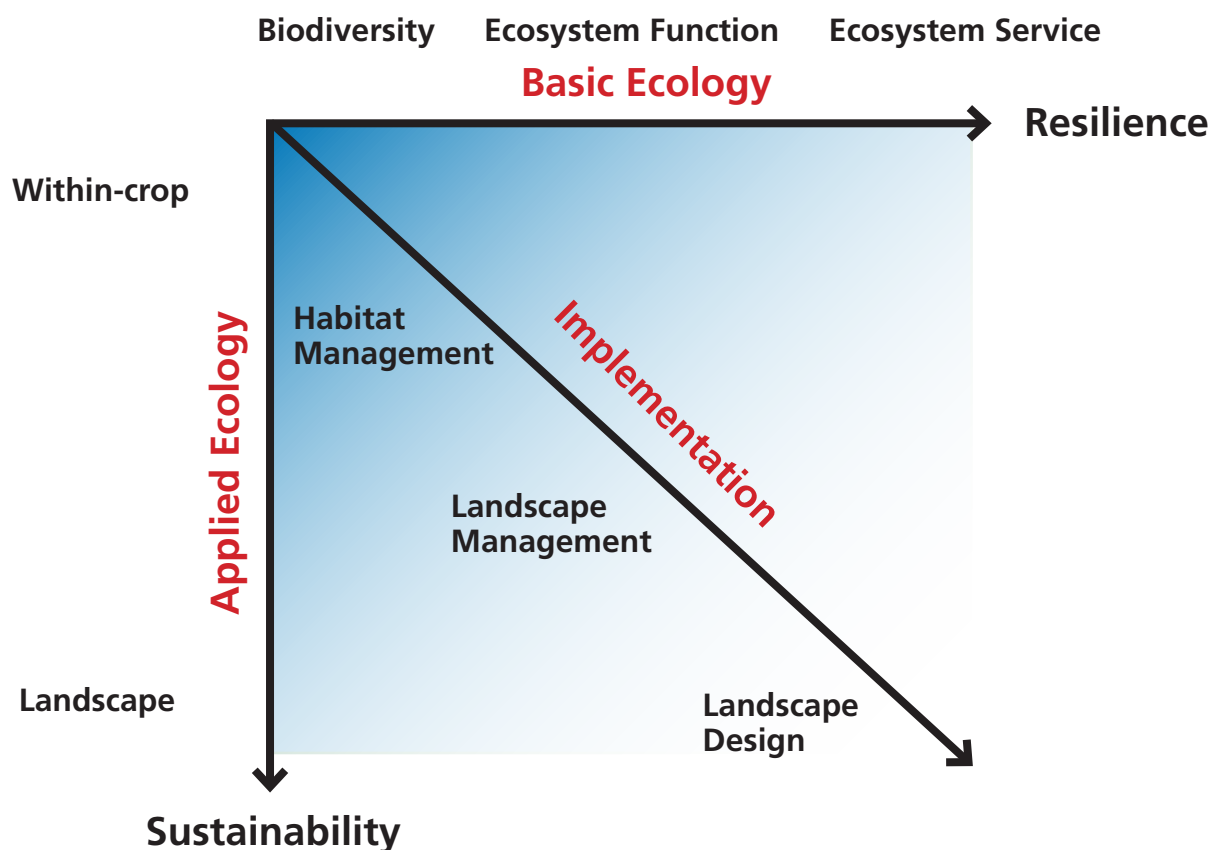 Biodiversity Ecosystem Function Ecosystem Service
Basic Ecology
Resilience
Within-crop
Applied Ecology
Habitat
Management
Implementation
Landscape
Management
Landscape
Landscape
Design
Sustainability